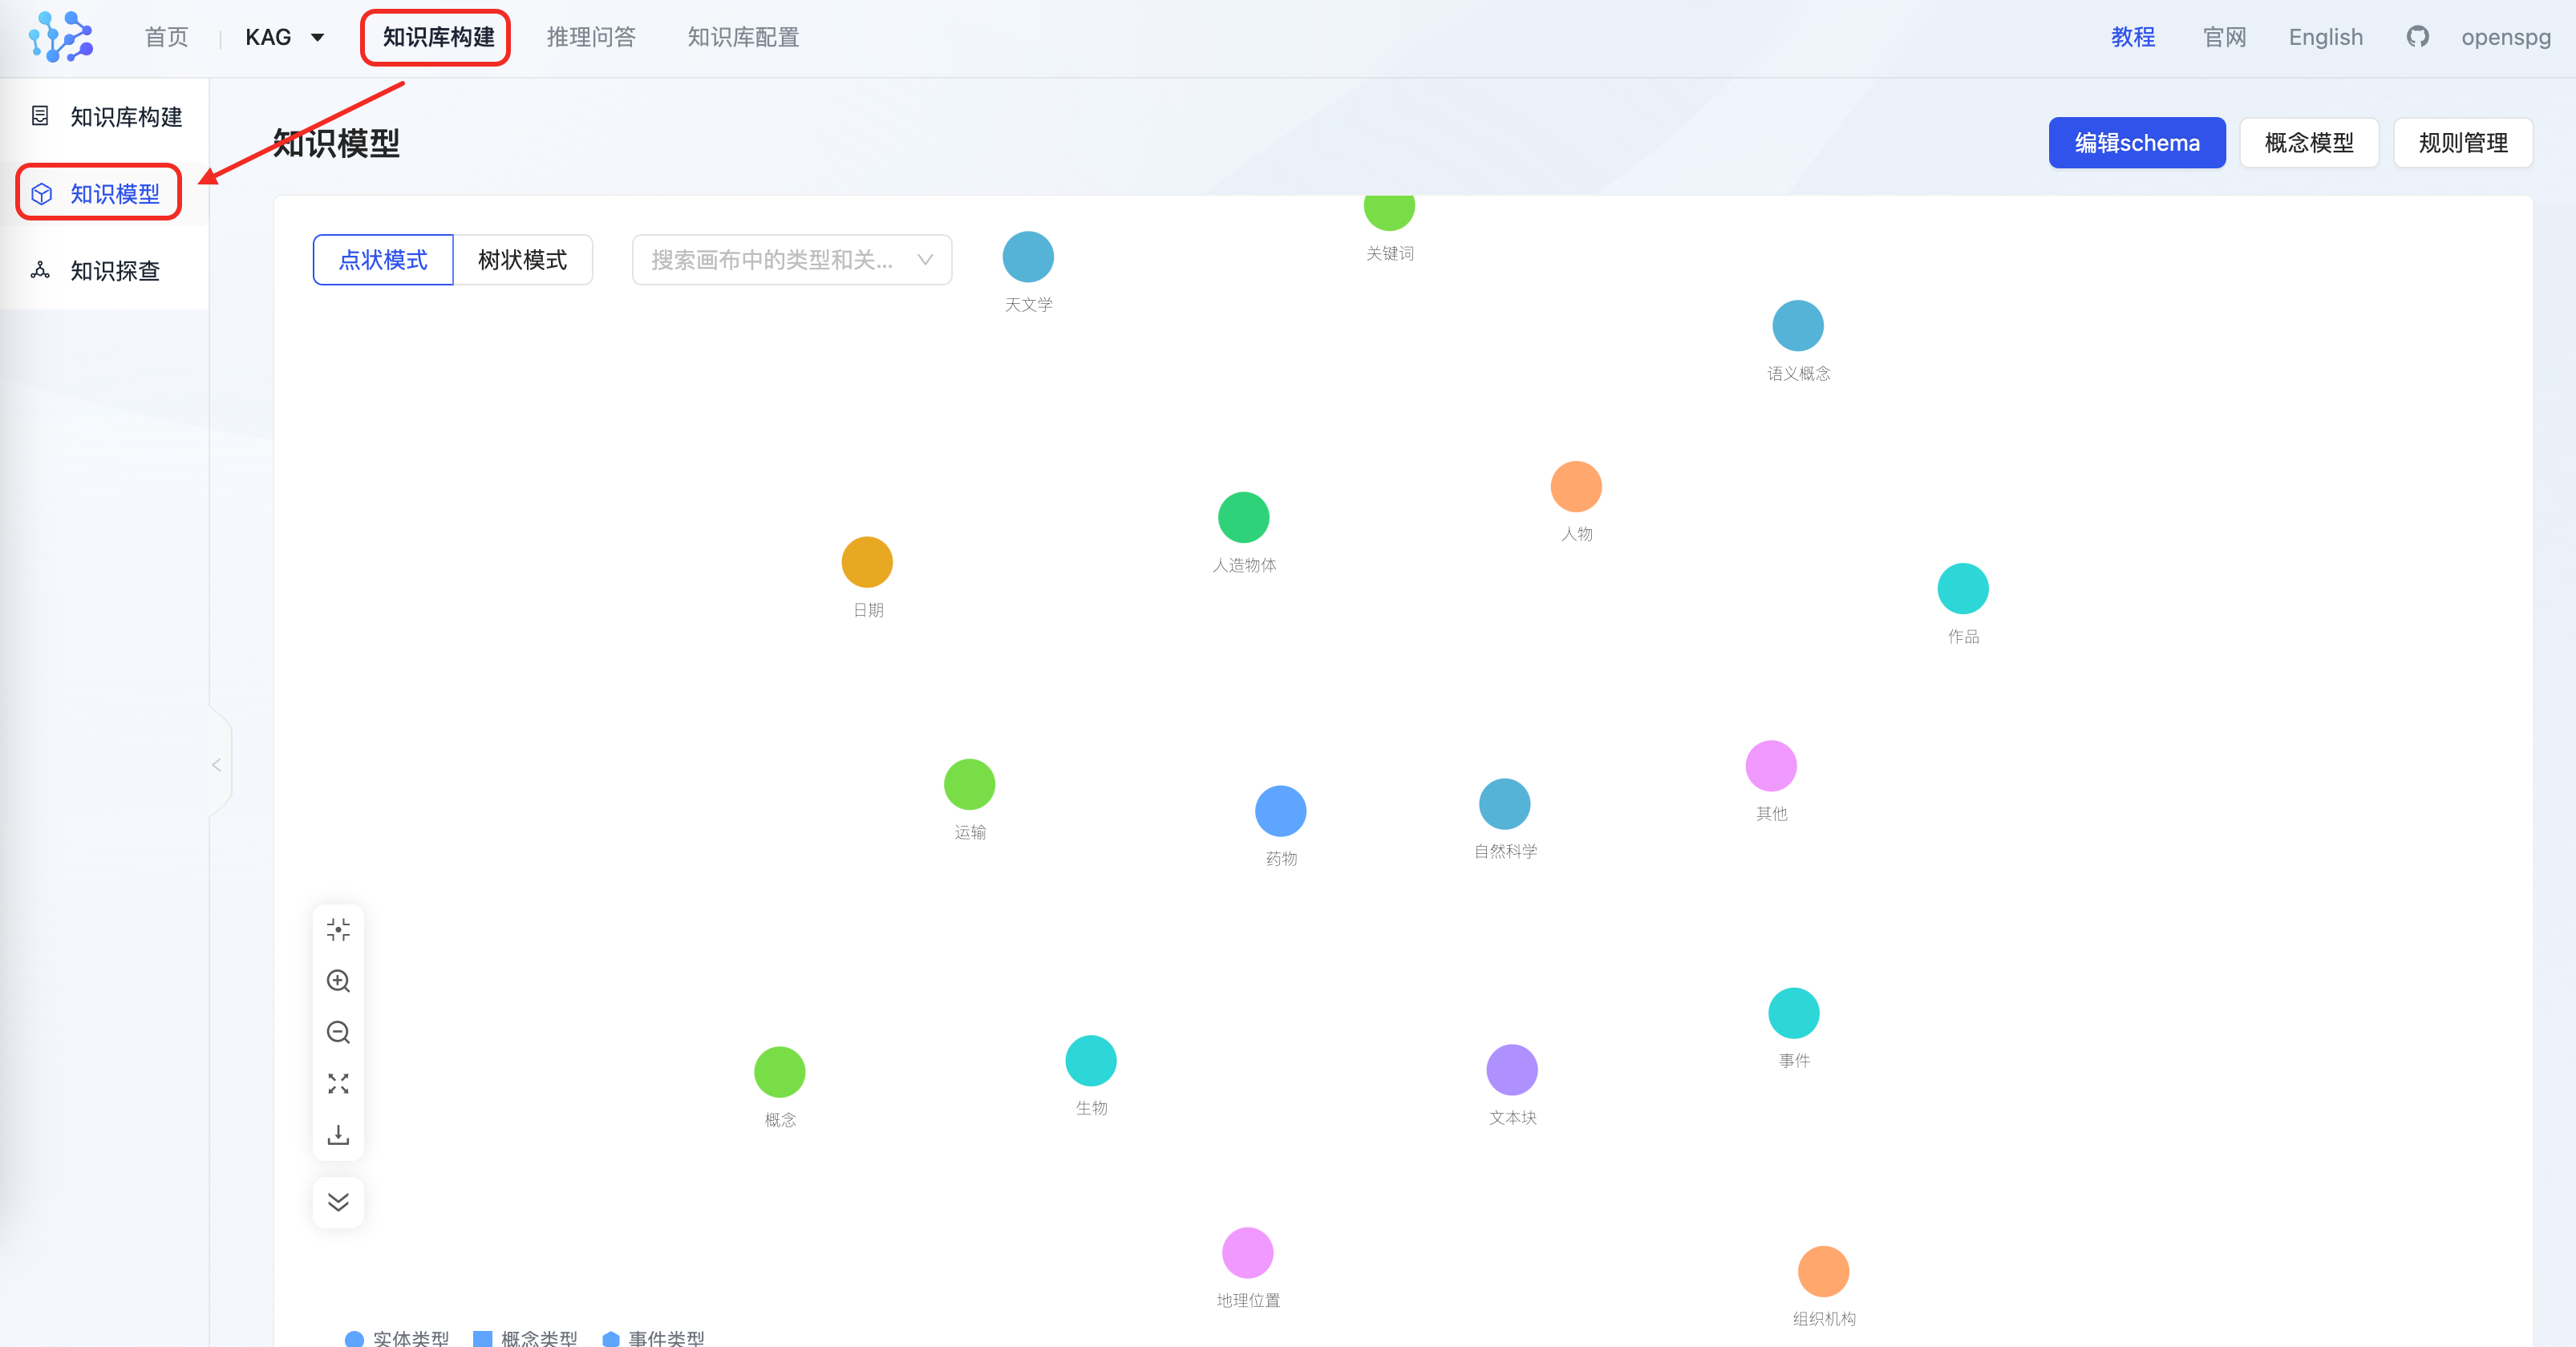 首页 KAG 知识库构建 推理问答 知识库配置 教程 官网 English openspg
知识库构建
知识模型
知识探查
知识模型
编辑schema 概念模型 规则管理
点状模式 树状模式 搜索画布中的类型和关...
关键词
天文学
语义概念
人物
人造物体
日期
作品
其他
运输
自然科学
药物
事件
生物
文本块
概念
地理位置
组织机构
实体类型 概念类型 事件类型